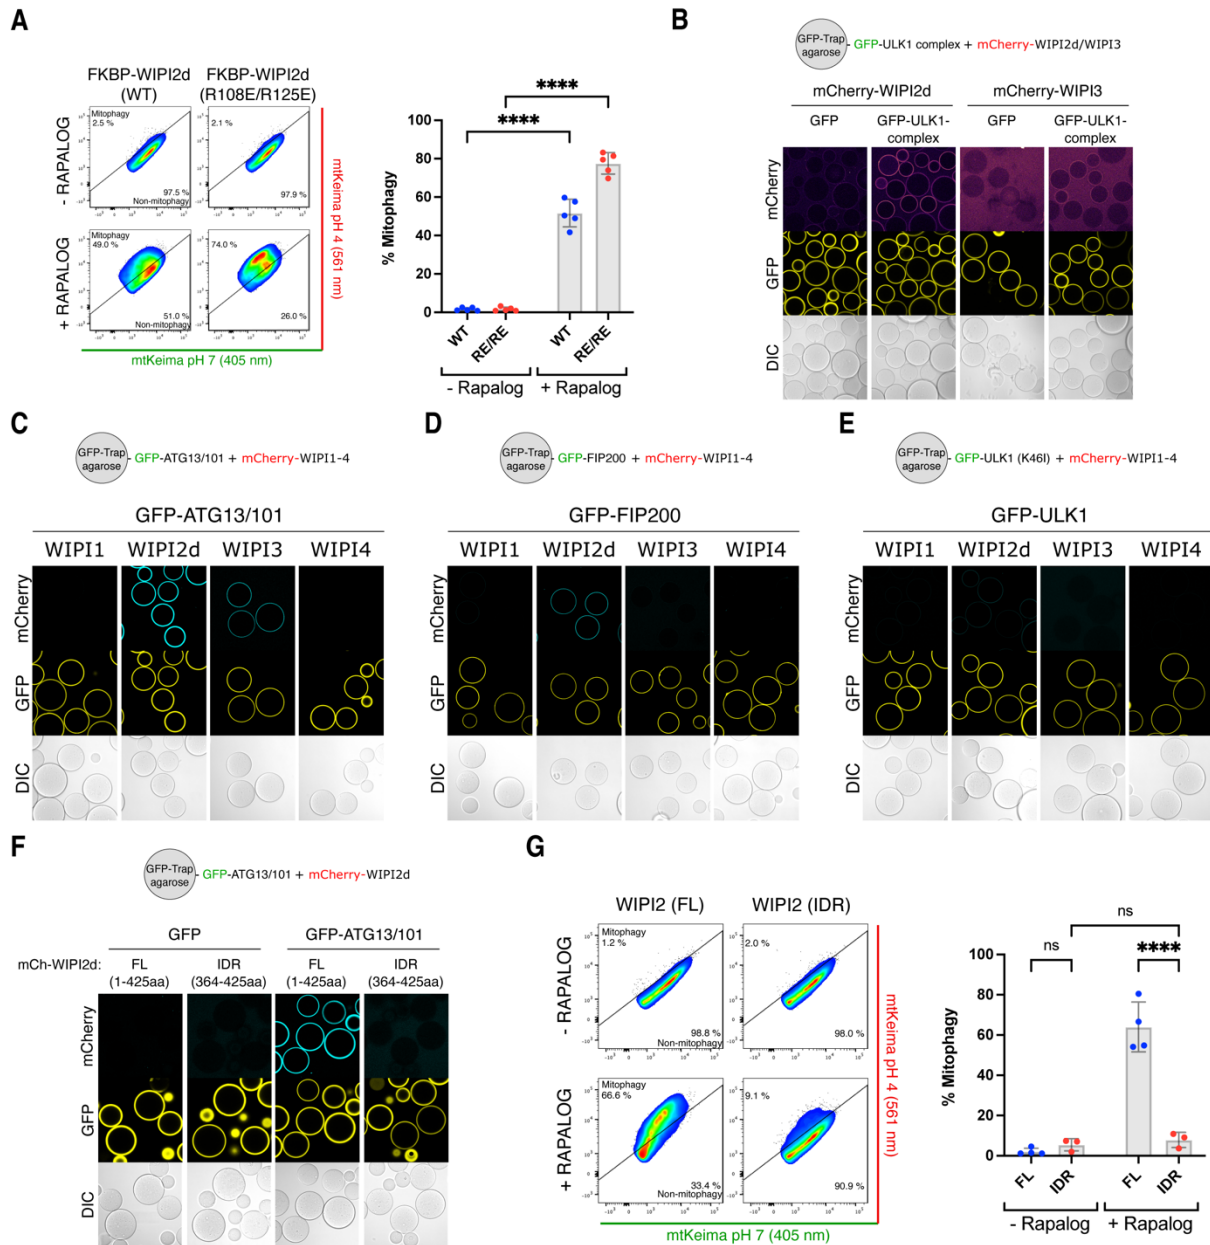 A
FKBP-WIPI2d
(WT)
FKBP-WIPI2d
(R108E/R125E)
- RAPALOG
Mitophagy
2.5 %
97.5 %
Non-mitophagy
2.1 %
97.9 %
+ RAPALOG
Mitophagy
49.0 %
51.0 %
Non-mitophagy
74.0 %
26.0 %
mtKeima pH 7 (405 nm)
mtKeima pH 4 (561 nm)
% Mitophagy
100
80
60
40
20
0
****
****
WT
RE/RE
WT
RE/RE
- Rapalog
+ Rapalog
B
GFP-Trap
agarose
GFP-ULK1 complex + mCherry-WIPI2d/WIPI3
mCherry-WIPI2d
mCherry-WIPI3
GFP
GFP-ULK1-
complex
GFP
GFP-ULK1-
complex
mCherry
GFP
DIC
C
GFP-Trap
agarose
GFP-ATG13/101 + mCherry-WIPI1-4
GFP-ATG13/101
WIPI1
WIPI2d
WIPI3
WIPI4
mCherry
GFP
DIC
D
GFP-Trap
agarose
GFP-FIP200 + mCherry-WIPI1-4
GFP-FIP200
WIPI1
WIPI2d
WIPI3
WIPI4
mCherry
GFP
DIC
E
GFP-Trap
agarose
GFP-ULK1 (K46I) + mCherry-WIPI1-4
GFP-ULK1
WIPI1
WIPI2d
WIPI3
WIPI4
mCherry
GFP
DIC
F
GFP-Trap
agarose
GFP-ATG13/101 + mCherry-WIPI2d
GFP
GFP-ATG13/101
mCh-WIPI2d:
FL
(1-425aa)
IDR
(364-425aa)
FL
(1-425aa)
IDR
(364-425aa)
mCherry
GFP
DIC
G
WIPI2 (FL)
WIPI2 (IDR)
- RAPALOG
Mitophagy
1.2 %
98.8 %
Non-mitophagy
2.0 %
98.0 %
+ RAPALOG
Mitophagy
66.6 %
33.4 %
Non-mitophagy
9.1 %
90.9 %
mtKeima pH 7 (405 nm)
mtKeima pH 4 (561 nm)
% Mitophagy
100
80
60
40
20
0
ns
ns
****
FL
IDR
FL
IDR
- Rapalog
+ Rapalog